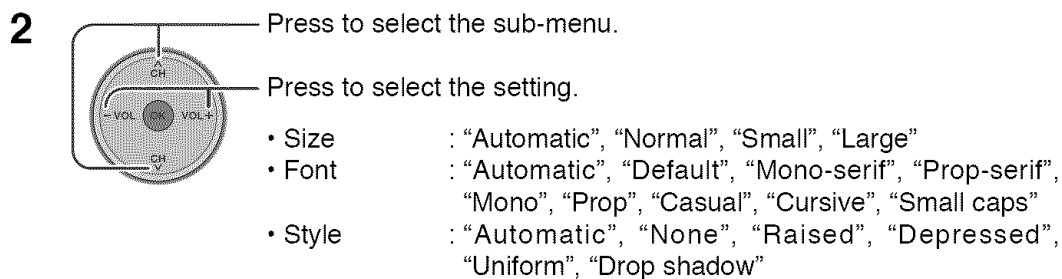 2
Press to select the sub-menu.
CH
Press to select the setting.
− VOL OK VOL +
CH
• Size : “Automatic”, “Normal”, “Small”, “Large”
• Font : “Automatic”, “Default”, “Mono-serif”, “Prop-serif”,
“Mono”, “Prop”, “Casual”, “Cursive”, “Small caps”
• Style : “Automatic”, “None”, “Raised”, “Depressed”,
“Uniform”, “Drop shadow”